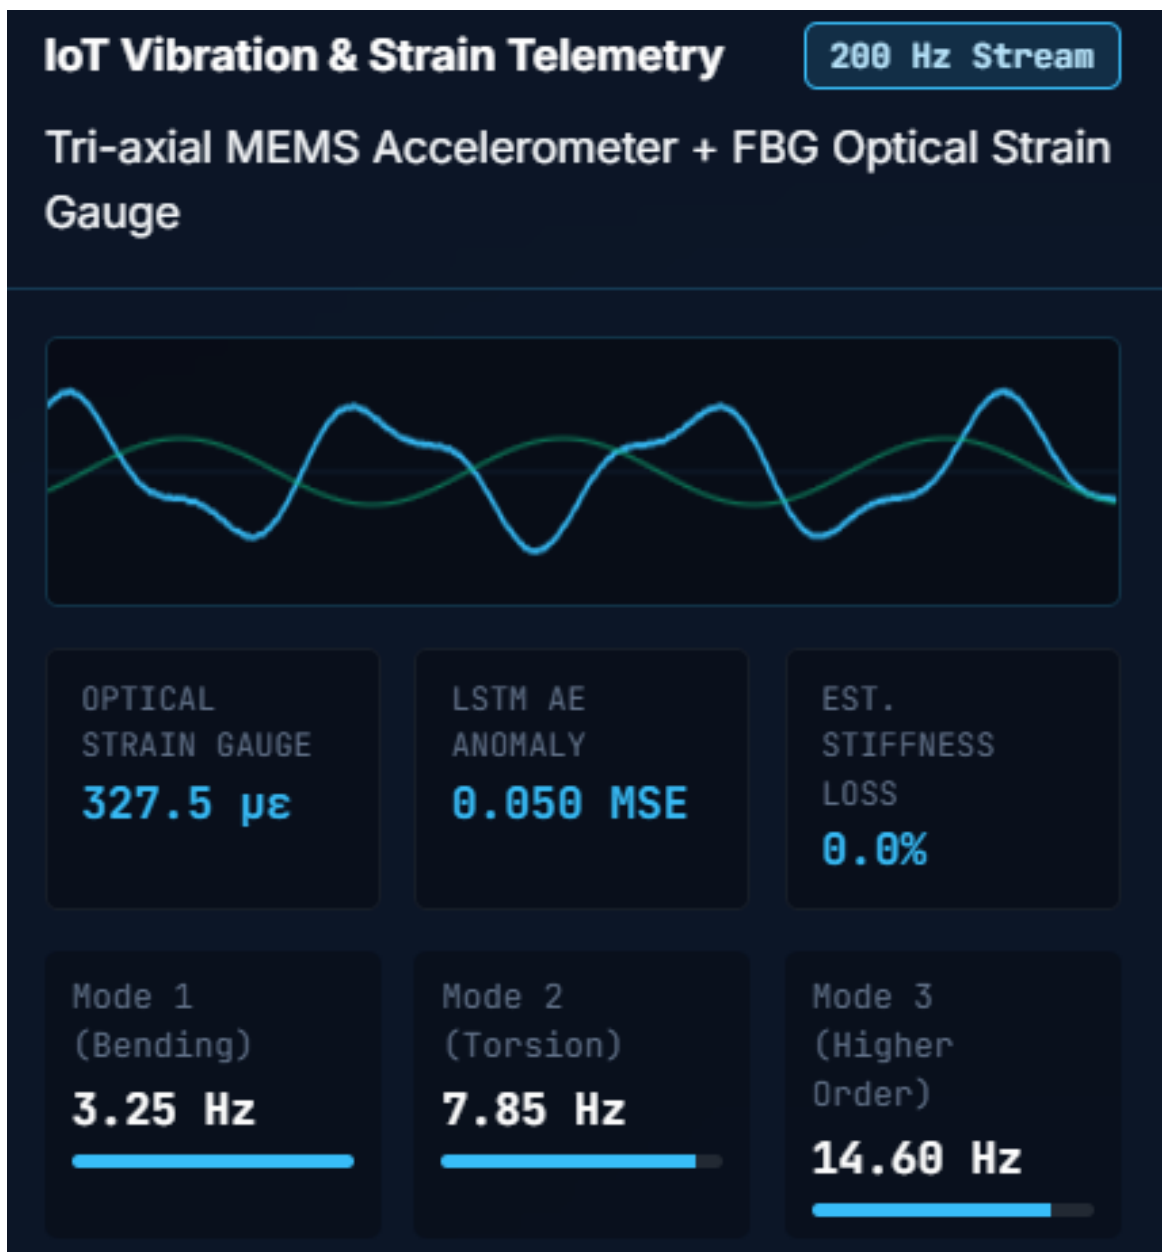 IoT Vibration & Strain Telemetry
200 Hz Stream
Tri-axial MEMS Accelerometer + FBG Optical Strain
Gauge
OPTICAL
STRAIN GAUGE
327.5 με
LSTM AE
ANOMALY
0.050 MSE
EST.
STIFFNESS
LOSS
0.0%
Mode 1
(Bending)
3.25 Hz
Mode 2
(Torsion)
7.85 Hz
Mode 3
(Higher
Order)
14.60 Hz